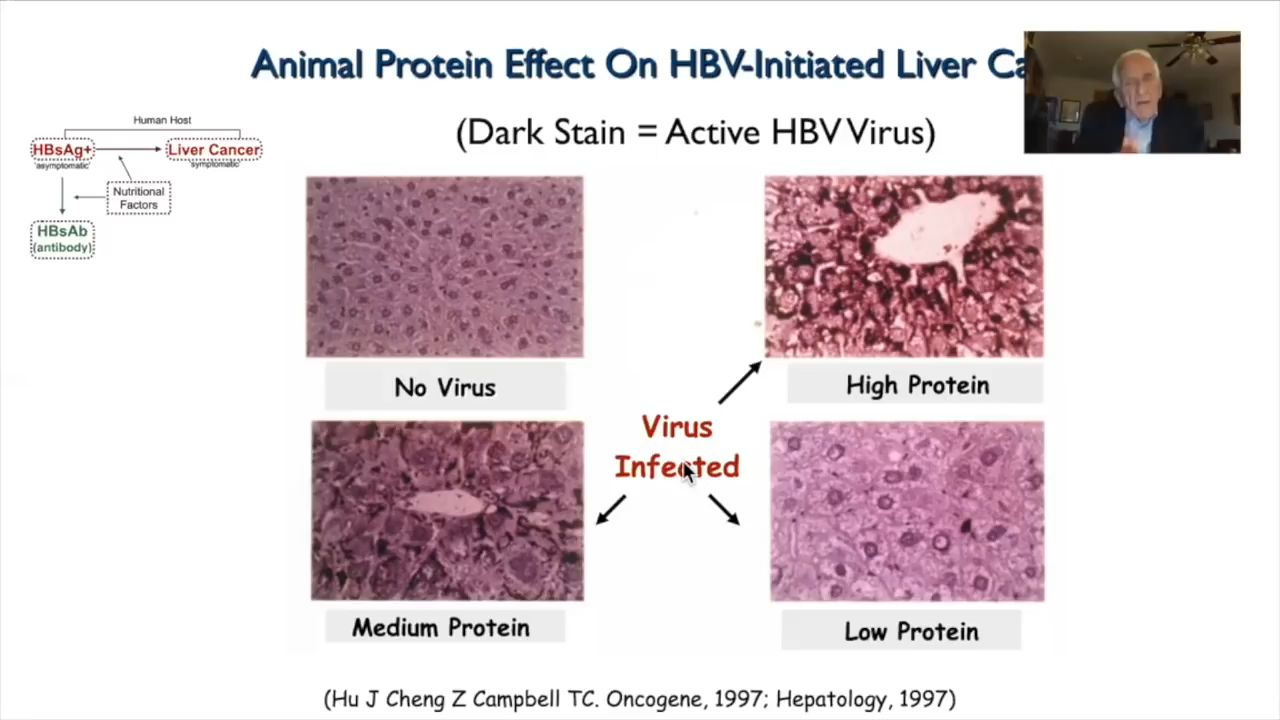 Animal Protein Effect On HBV-Initiated Liver Ca
(Dark Stain = Active HBV Virus)
Human Host
HBsAg+
'asymptomatic'
Liver Cancer
'symptomatic'
Nutritional
Factors
HBsAb
(antibody)
No Virus
High Protein
Virus
Infected
Medium Protein
Low Protein
(Hu J Cheng Z Campbell TC. Oncogene, 1997; Hepatology, 1997)